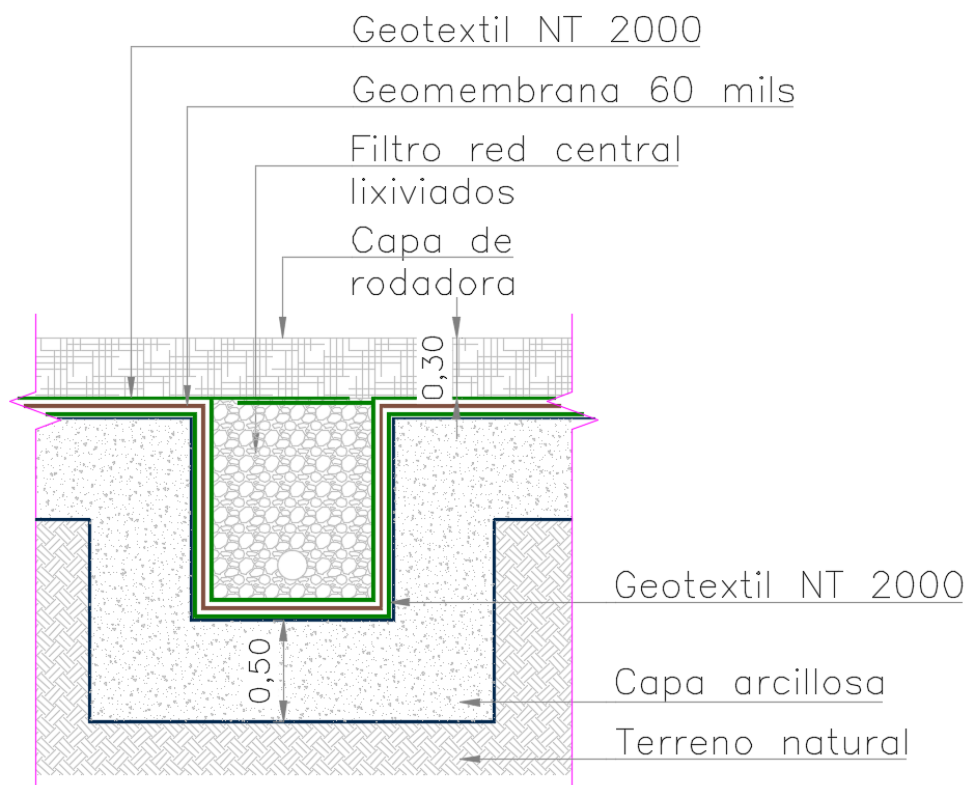 Geotextil NT 2000
Geomembrana 60 mils
Filtro red central
lixiviados
Capa de
rodadora
0,30
Geotextil NT 2000
0,50
Capa arcillosa
Terreno natural